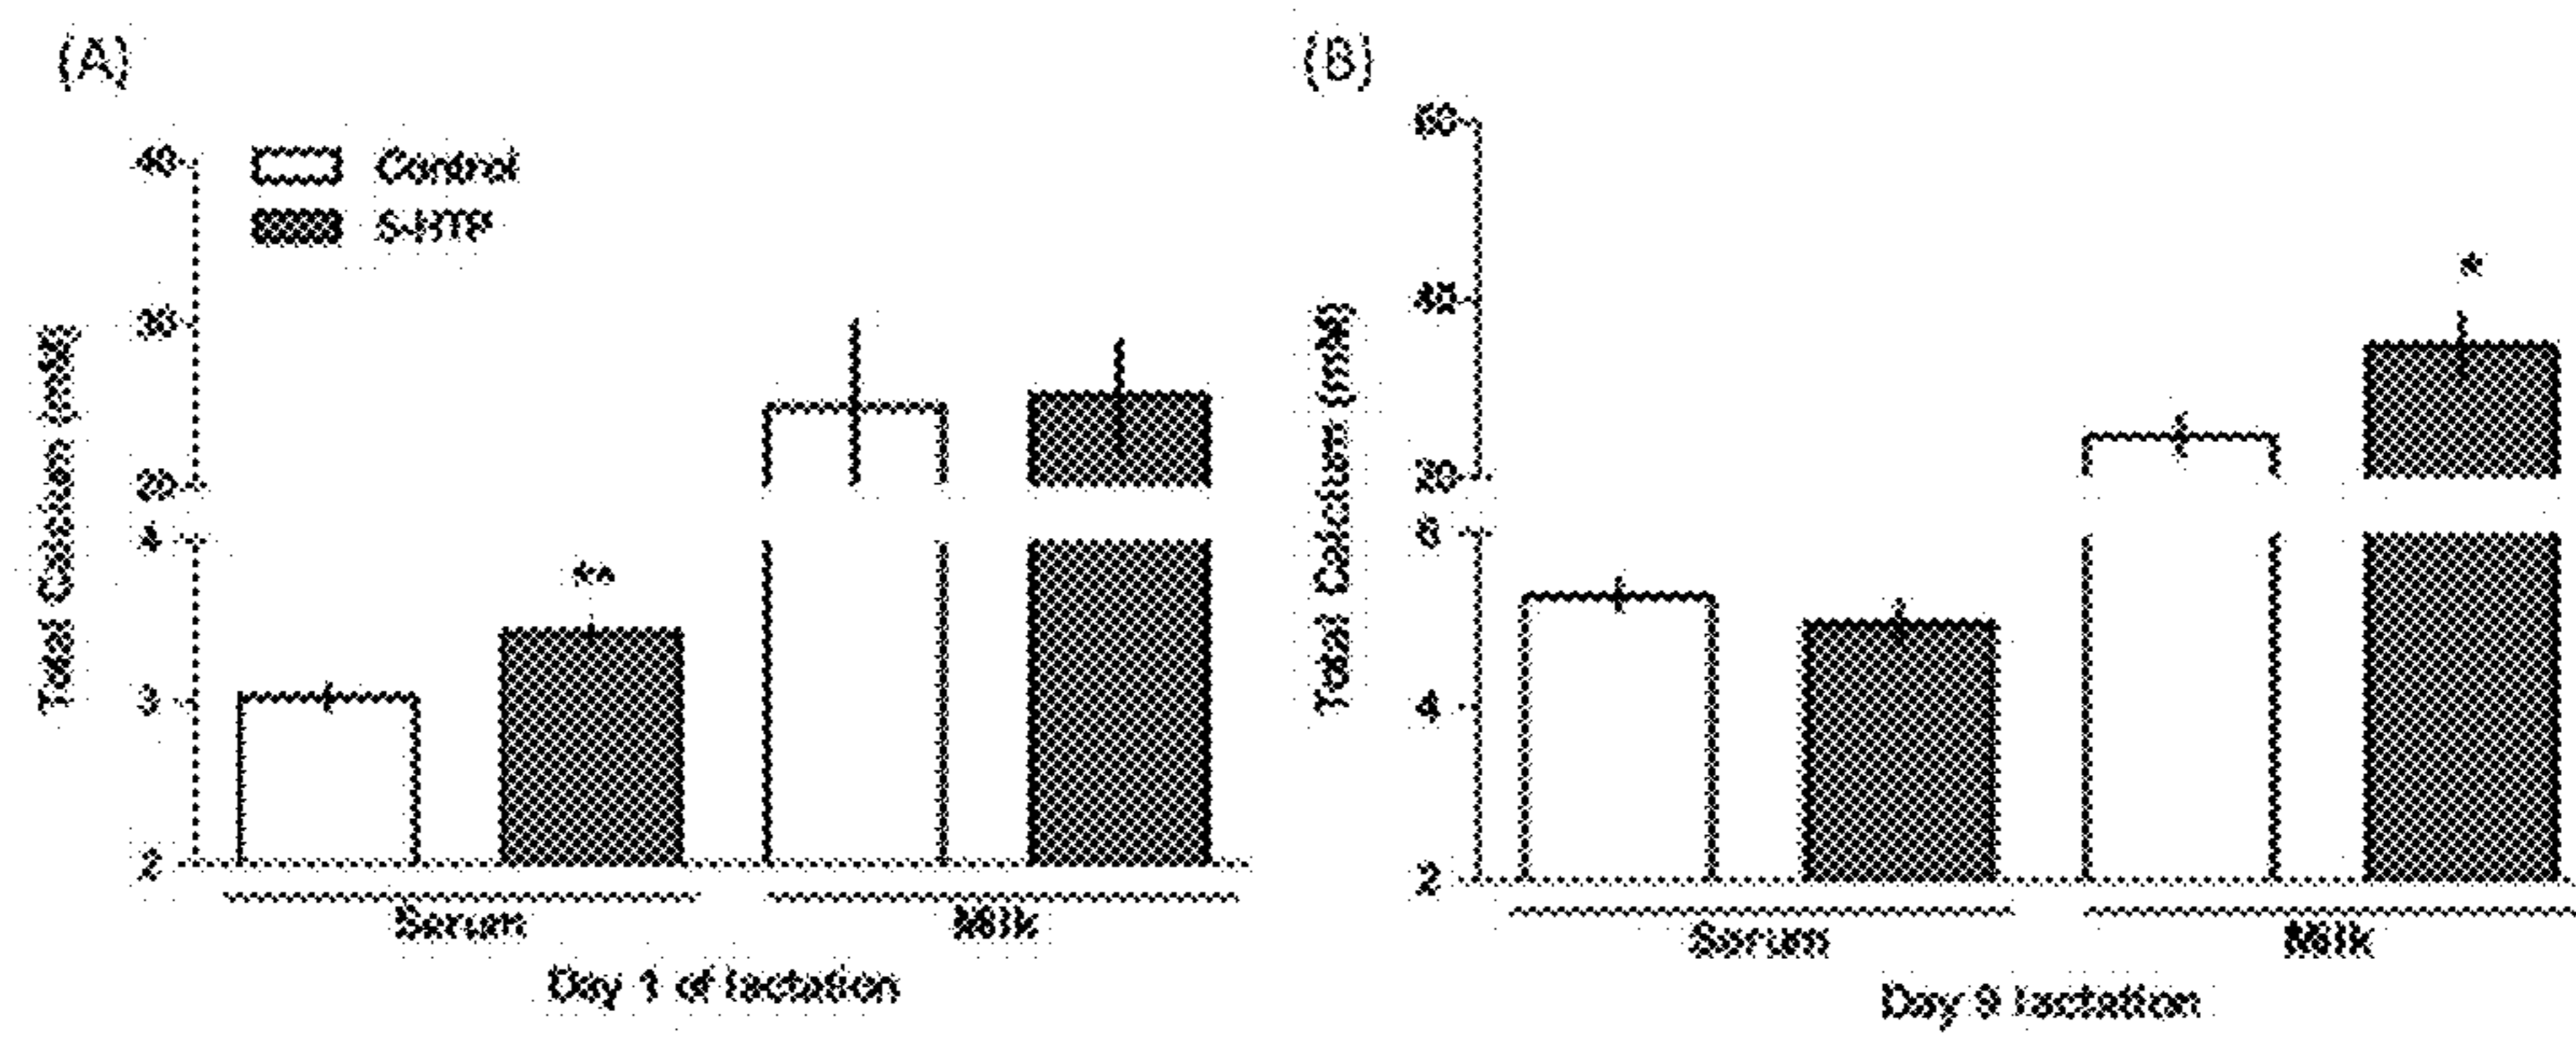 (A)
Total Calcium (mM)
40
30
20
4
3
2
Control
5-HTP
**
Serum
Milk
Day 1 of lactation
(B)
Total Calcium (mM)
60
40
20
6
4
2
*
Serum
Milk
Day 9 lactation